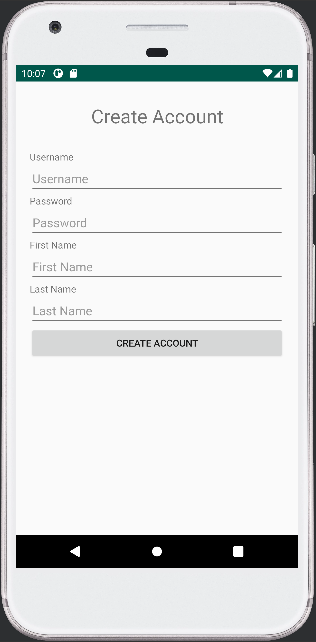 10:07
Create Account
Username
Username
Password
Password
First Name
First Name
Last Name
Last Name
CREATE ACCOUNT